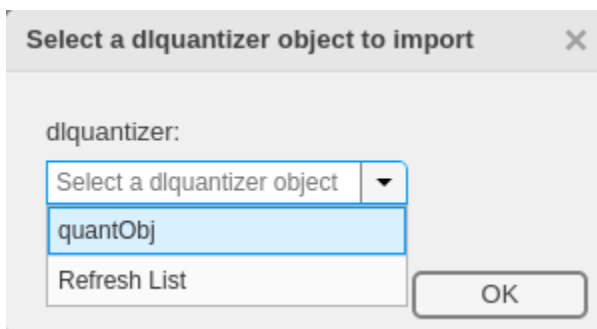 Select a dlquantizer object to import
dlquantizer:
Select a dlquantizer object
quantObj
Refresh List
OK